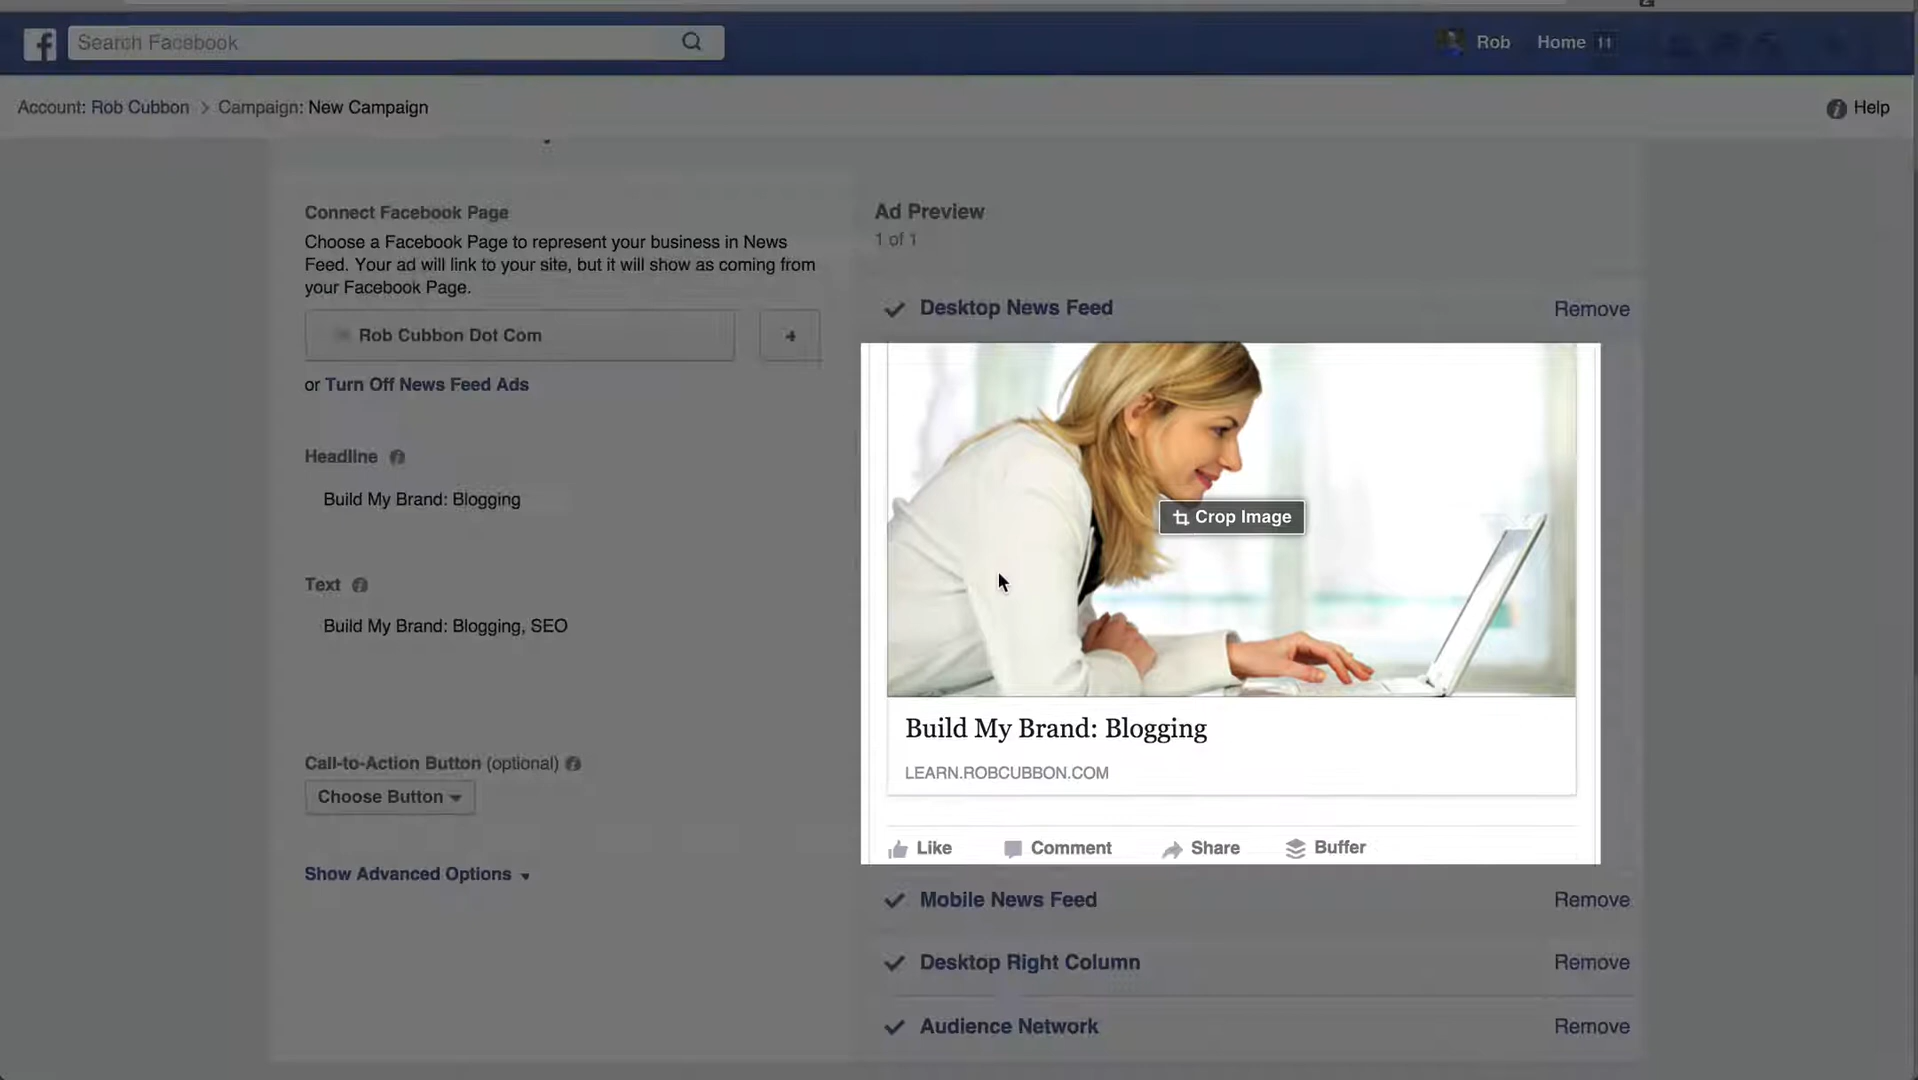 Search Facebook
Rob
Home 11
Account: Rob Cubbon > Campaign: New Campaign
Help
Connect Facebook Page
Choose a Facebook Page to represent your business in News
Feed. Your ad will link to your site, but it will show as coming from
your Facebook Page.
Rob Cubbon Dot Com
+
or Turn Off News Feed Ads
Headline
Build My Brand: Blogging
Text
Build My Brand: Blogging, SEO
Call-to-Action Button (optional)
Choose Button
Show Advanced Options
Ad Preview
1 of 1
Desktop News Feed
Remove
Crop Image
Build My Brand: Blogging
LEARN.ROBCUBBON.COM
Like
Comment
Share
Buffer
Mobile News Feed
Remove
Desktop Right Column
Remove
Audience Network
Remove